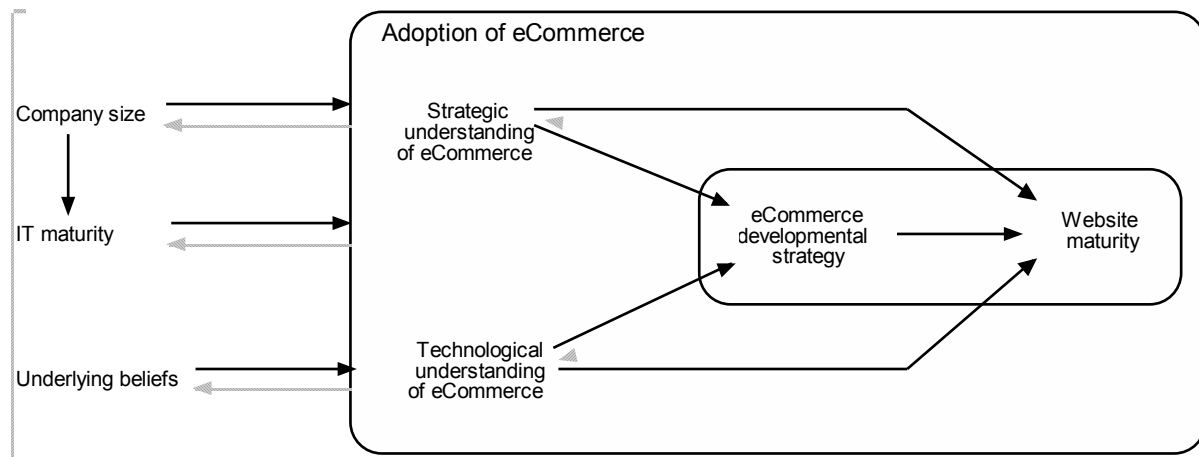 Adoption of eCommerce
Company size
Strategic
understanding
of eCommerce
IT maturity
eCommerce
developmental
strategy
Website
maturity
Underlying beliefs
Technological
understanding
of eCommerce